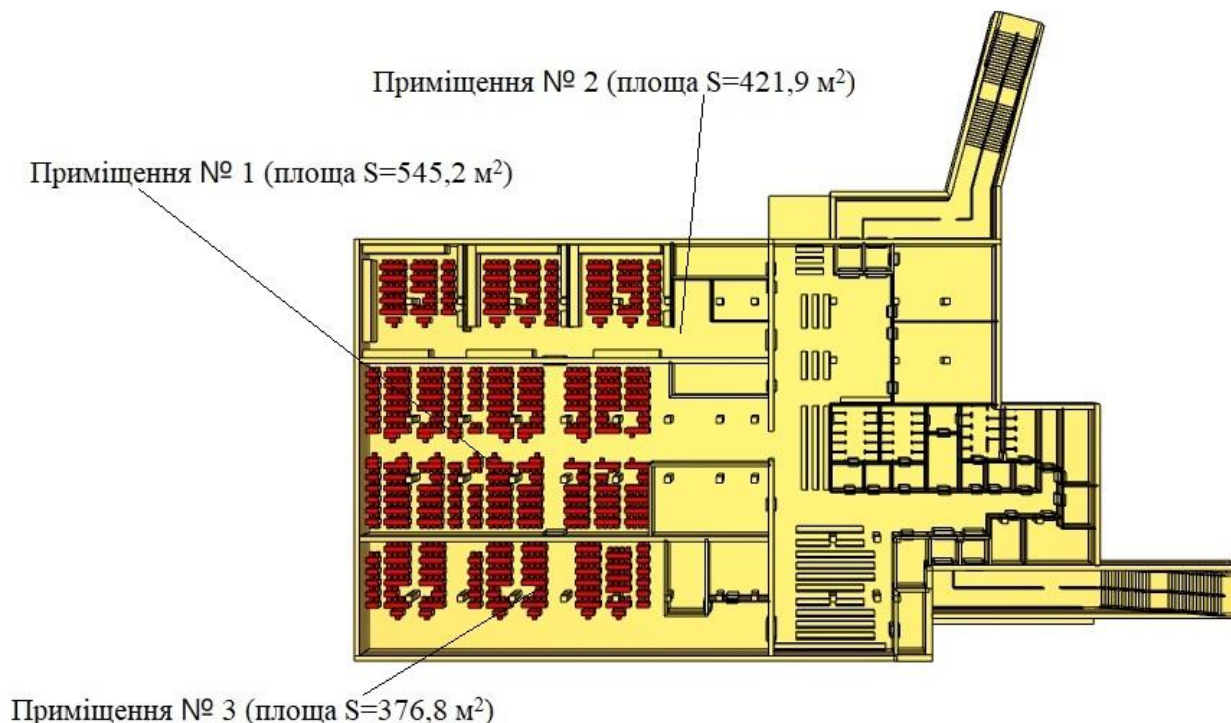 Приміщення № 2 (площа S=421,9 м²)
Приміщення № 1 (площа S=545,2 м²)
Приміщення № 3 (площа S=376,8 м²)